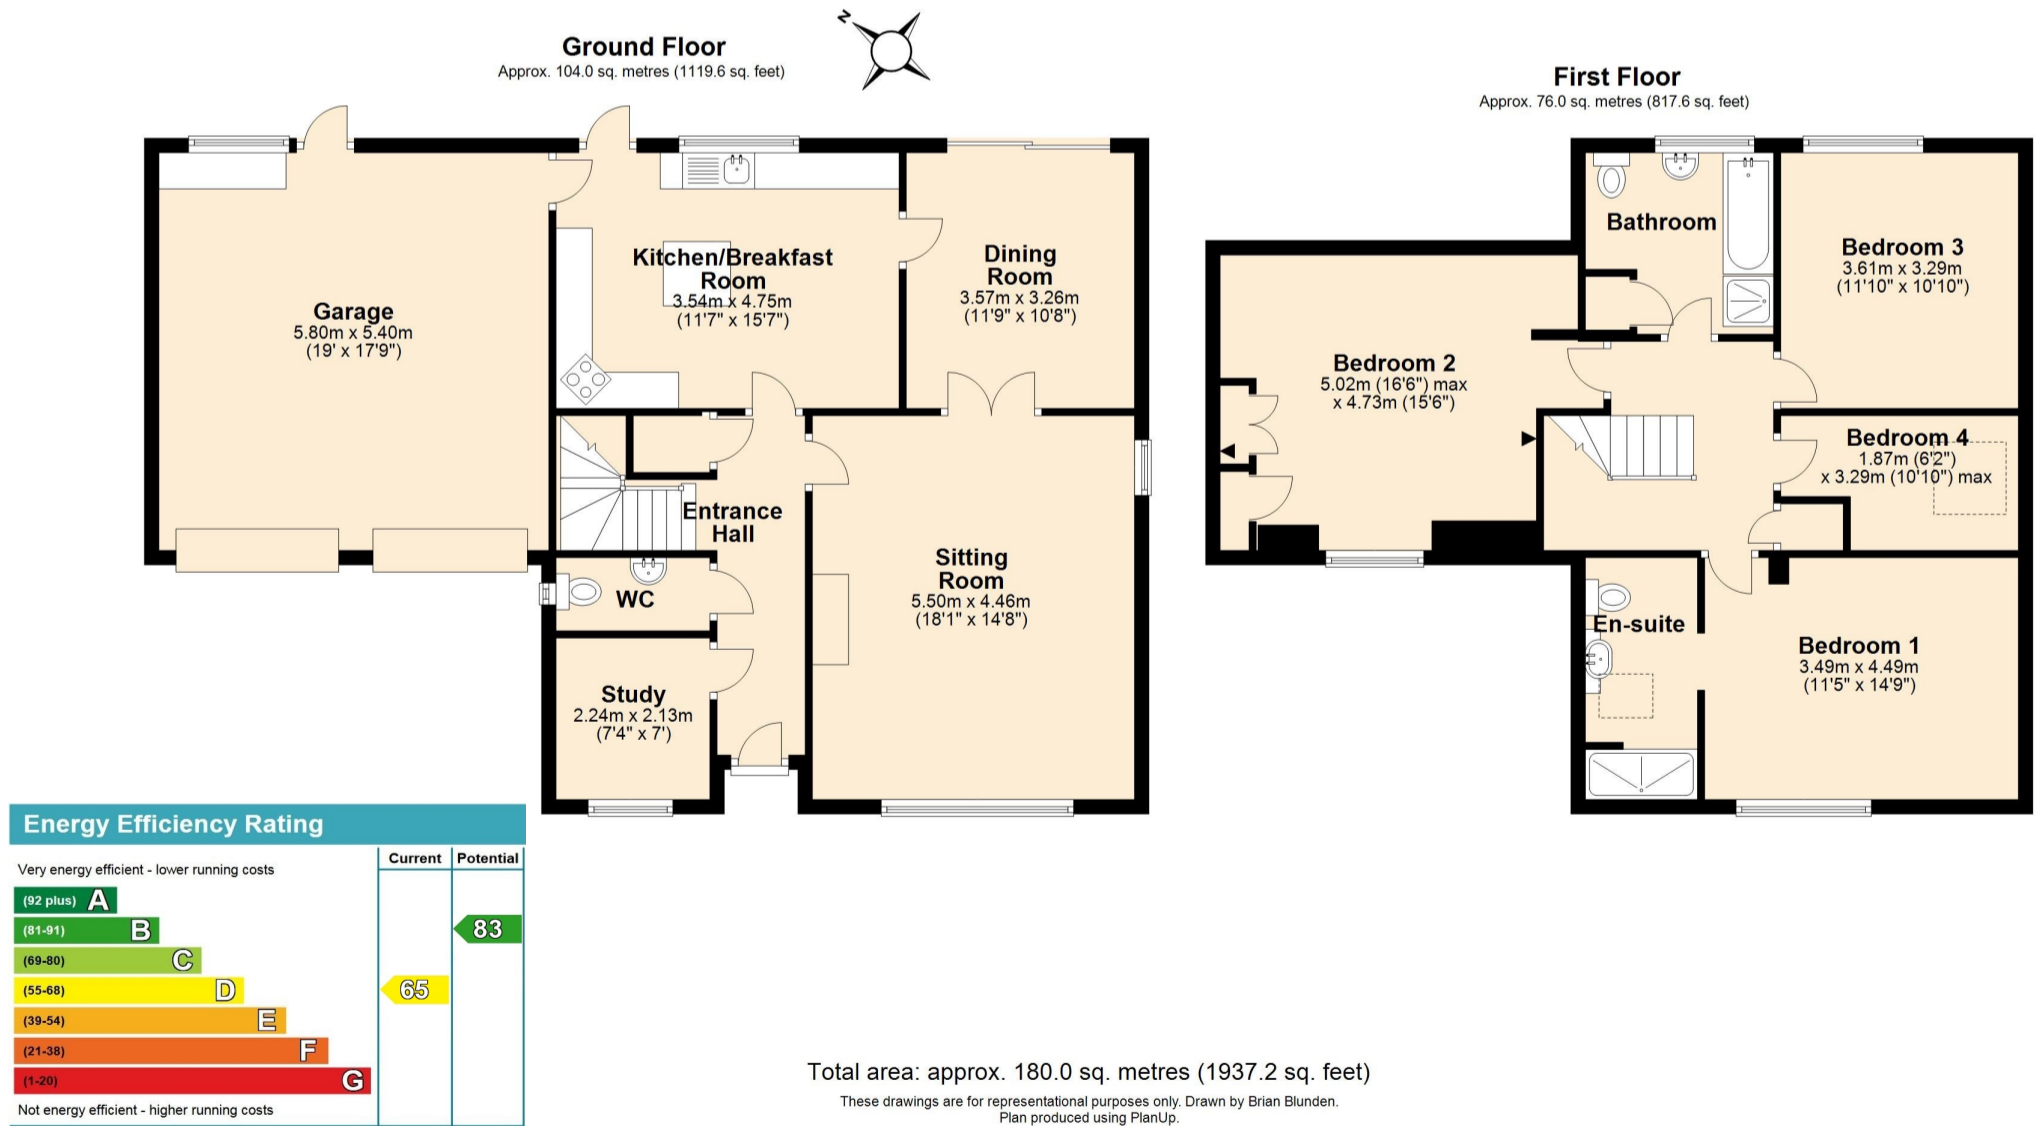 Ground Floor
Approx. 104.0 sq. metres (1119.6 sq. feet)
N
Garage
5.80m x 5.40m
(19' x 17'9")
Kitchen/Breakfast
Room
3.54m x 4.75m
(11'7" x 15'7")
Dining
Room
3.57m x 3.26m
(11'9" x 10'8")
Entrance
Hall
WC
Study
2.24m x 2.13m
(7'4" x 7')
Sitting
Room
5.50m x 4.46m
(18'1" x 14'8")
First Floor
Approx. 76.0 sq. metres (817.6 sq. feet)
Bathroom
Bedroom 3
3.61m x 3.29m
(11'10" x 10'10")
Bedroom 2
5.02m (16'6") max
x 4.73m (15'6")
Bedroom 4
1.87m (6'2")
x 3.29m (10'10") max
En-suite
Bedroom 1
3.49m x 4.49m
(11'5" x 14'9")
Energy Efficiency Rating
Current Potential
Very energy efficient - lower running costs
(92 plus) A
(81-91) B
83
(69-80) C
(55-68) D
65
(39-54) E
(21-38) F
(1-20) G
Not energy efficient - higher running costs
Total area: approx. 180.0 sq. metres (1937.2 sq. feet)
These drawings are for representational purposes only. Drawn by Brian Blunden.
Plan produced using PlanUp.